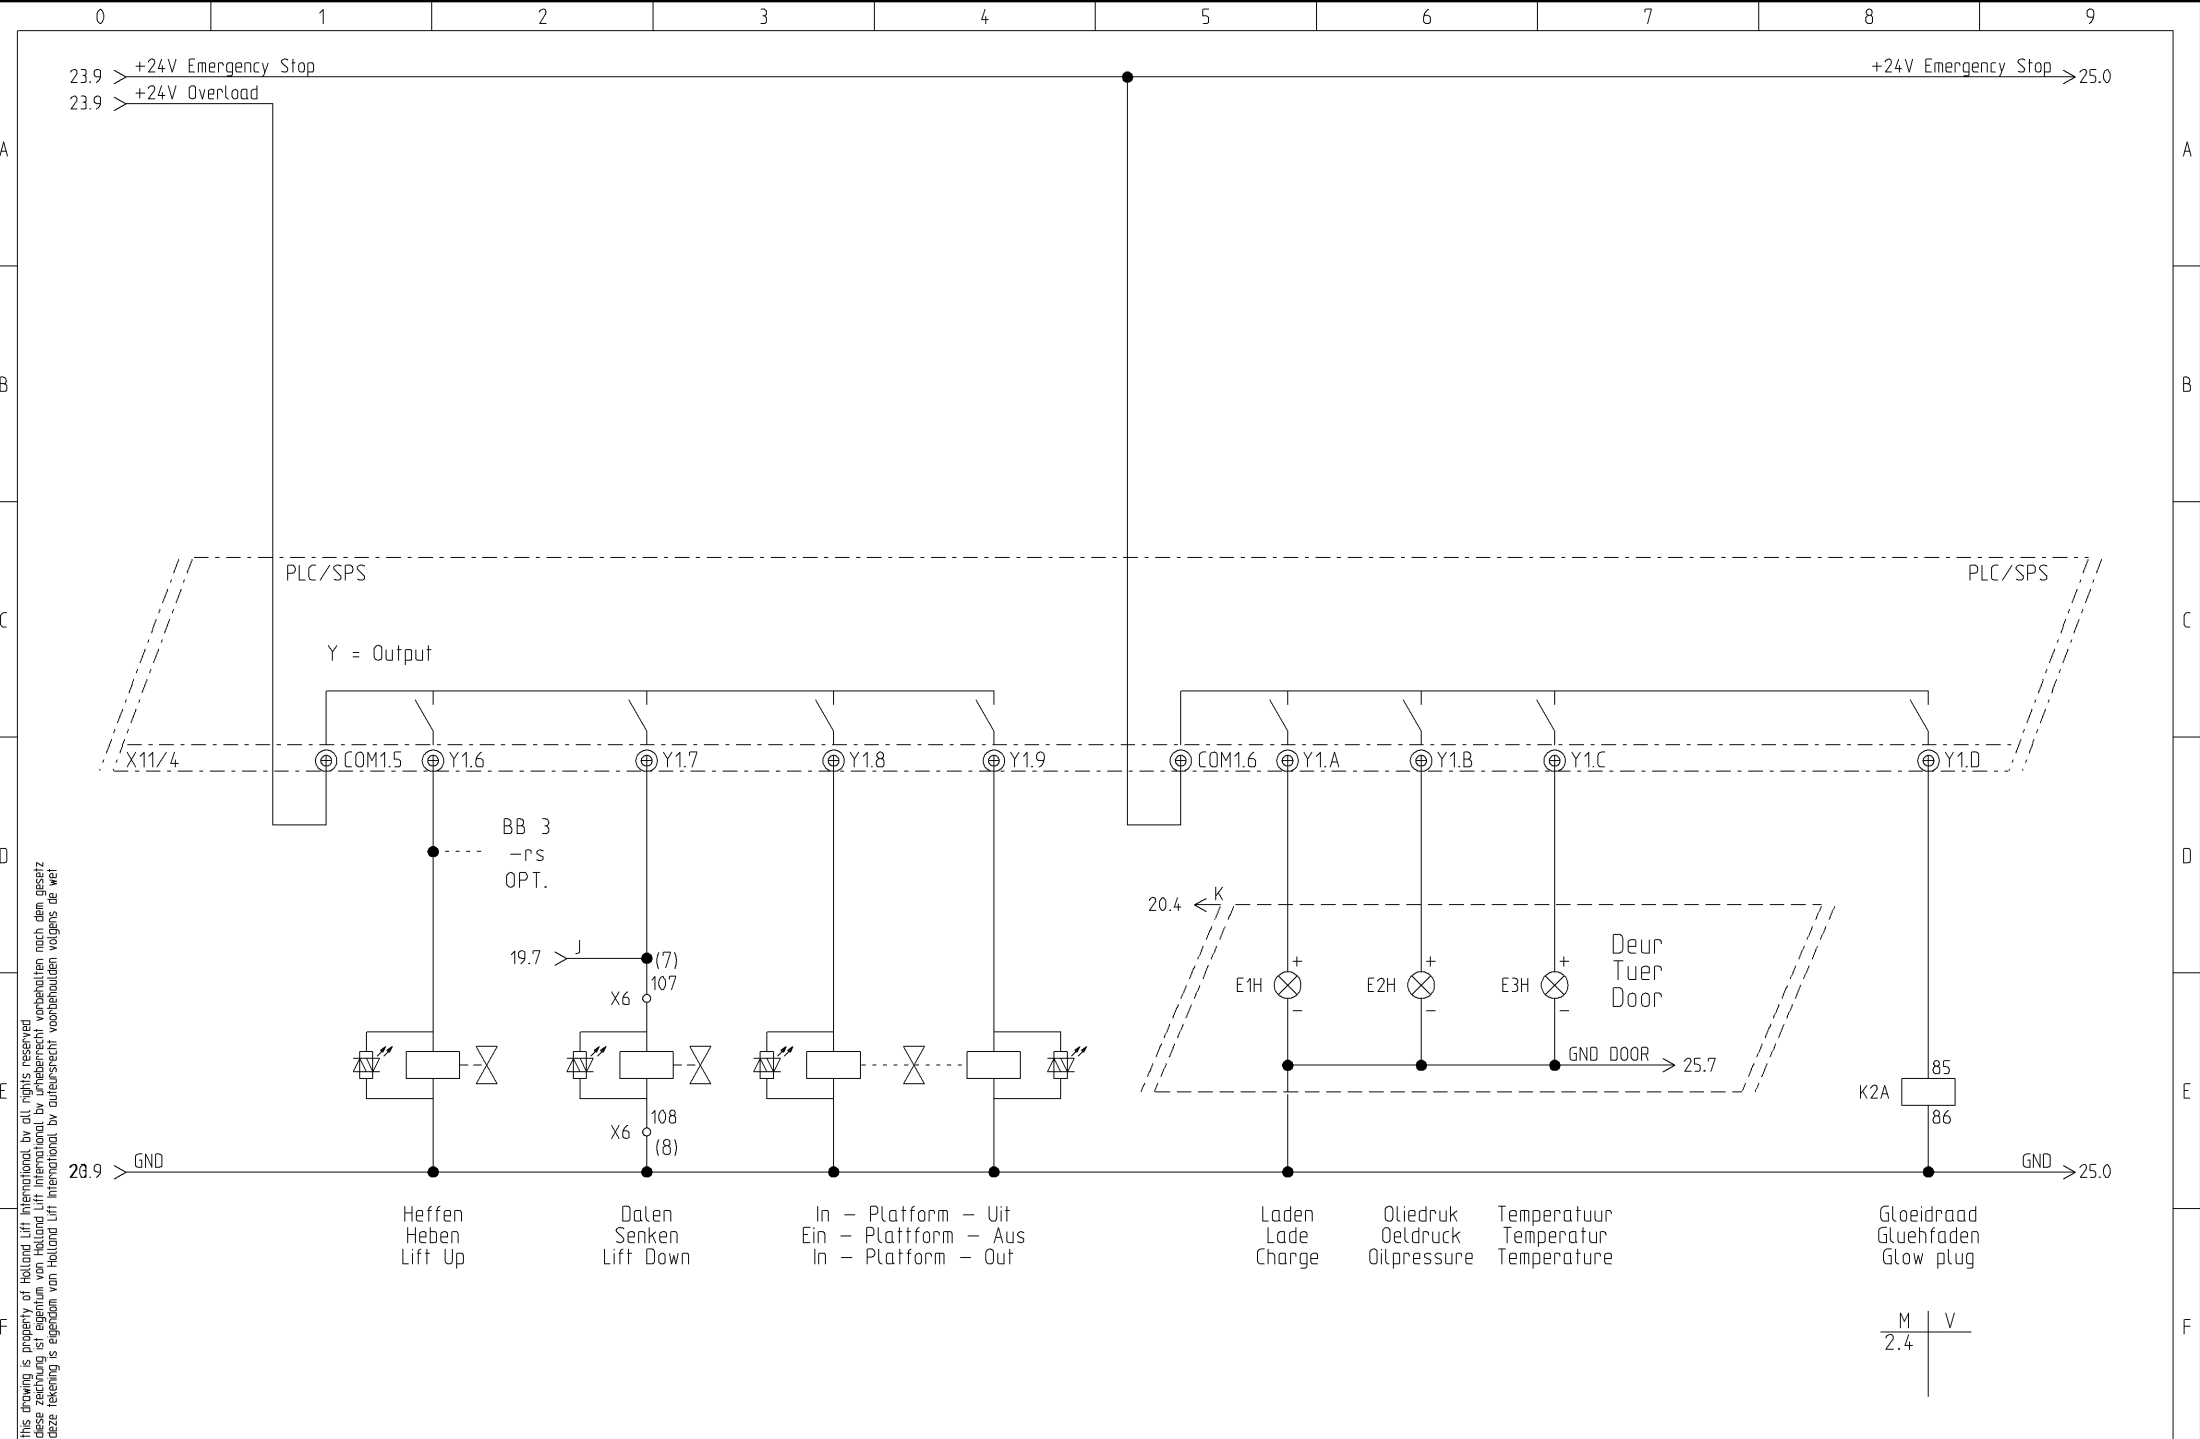 0 1 2 3 4 5 6 7 8 9
23.9 +24V Emergency Stop
+24V Emergency Stop 25.0
23.9 +24V Overload
A A
B B
PLC/SPS PLC/SPS
C C
Y = Output
X11/4 COM1.5 Y1.6 Y1.7 Y1.8 Y1.9 COM1.6 Y1.A Y1.B Y1.C Y1.D
BB 3
-rs
OPT.
D D
20.4 K
19.7 J (7)
107
X6
Deur
Tuer
Door
E1H + -
E2H + -
E3H + -
GND DOOR 25.7
85
K2A
86
E E
108
X6
(8)
GND
GND 25.0
Heffen
Heben
Lift Up
Dalen
Senken
Lift Down
In - Platform - Uit
Ein - Plattform - Aus
In - Platform - Out
Laden
Lade
Charge
Oliedruk
Oeldruck
Oilpressure
Temperatuur
Temperatur
Temperature
Gloeidraad
Gluehfaden
Glow plug
M V
2.4
F F
this drawing is property of Holland Lift International bv all rights reserved
diese zeichnung ist eigentum von Holland Lift International bv urheberrecht vorbehalten nach dem gesetz
deze tekening is eigendom van Holland Lift International bv auteursrecht voorbehouden volgens de wet